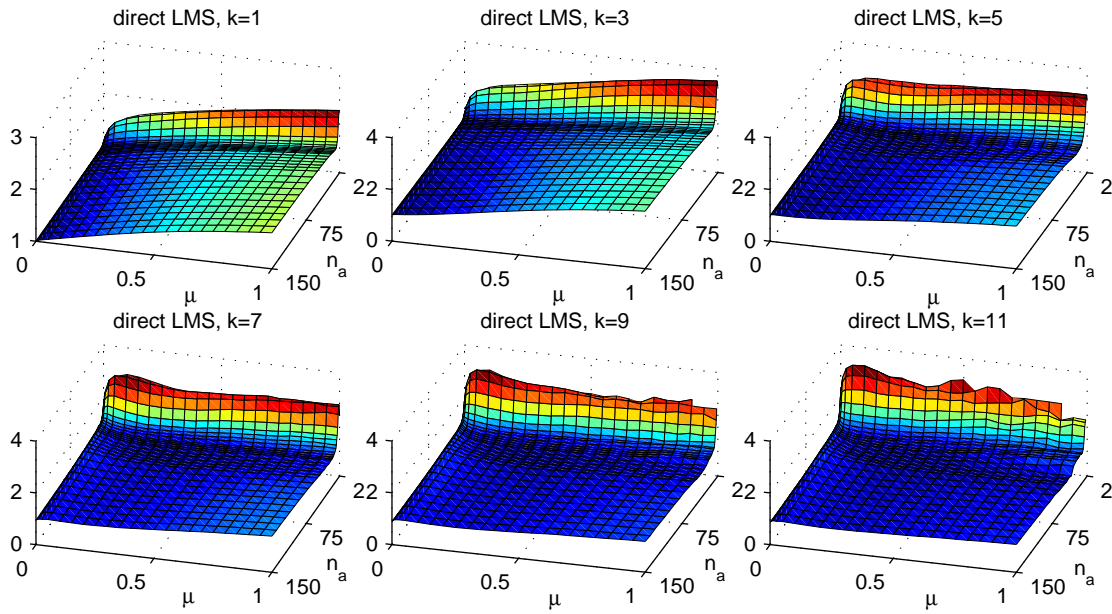 direct LMS, k=1
direct LMS, k=3
direct LMS, k=5
3 4 4
2 22 22 2
75 75 75
1 0 0
n_a n_a n_a
0 0.5 1 150 0 0.5 1 150 0 0.5 1 150
μ μ μ
direct LMS, k=7
direct LMS, k=9
direct LMS, k=11
4 4 4
2 22 22 2
75 75 75
0 0 0
n_a n_a n_a
0 0.5 1 150 0 0.5 1 150 0 0.5 1 150
μ μ μ